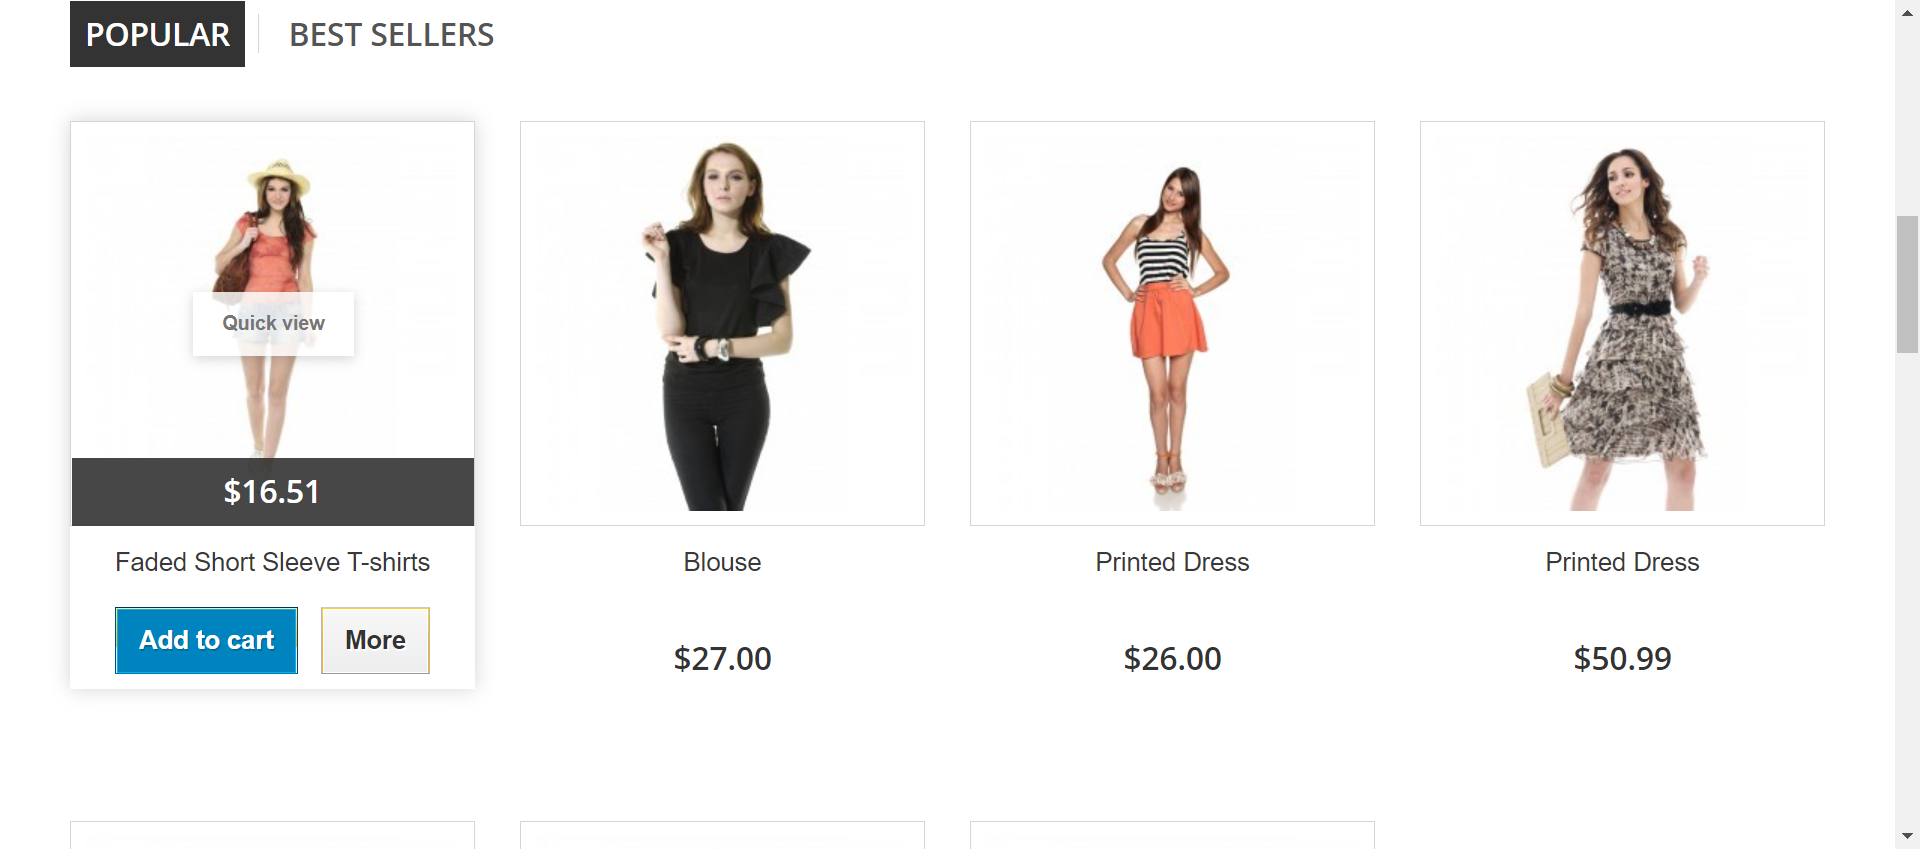 POPULAR
BEST SELLERS
Quick view
$16.51
Faded Short Sleeve T-shirts
Blouse
Printed Dress
Printed Dress
Add to cart
More
$27.00
$26.00
$50.99